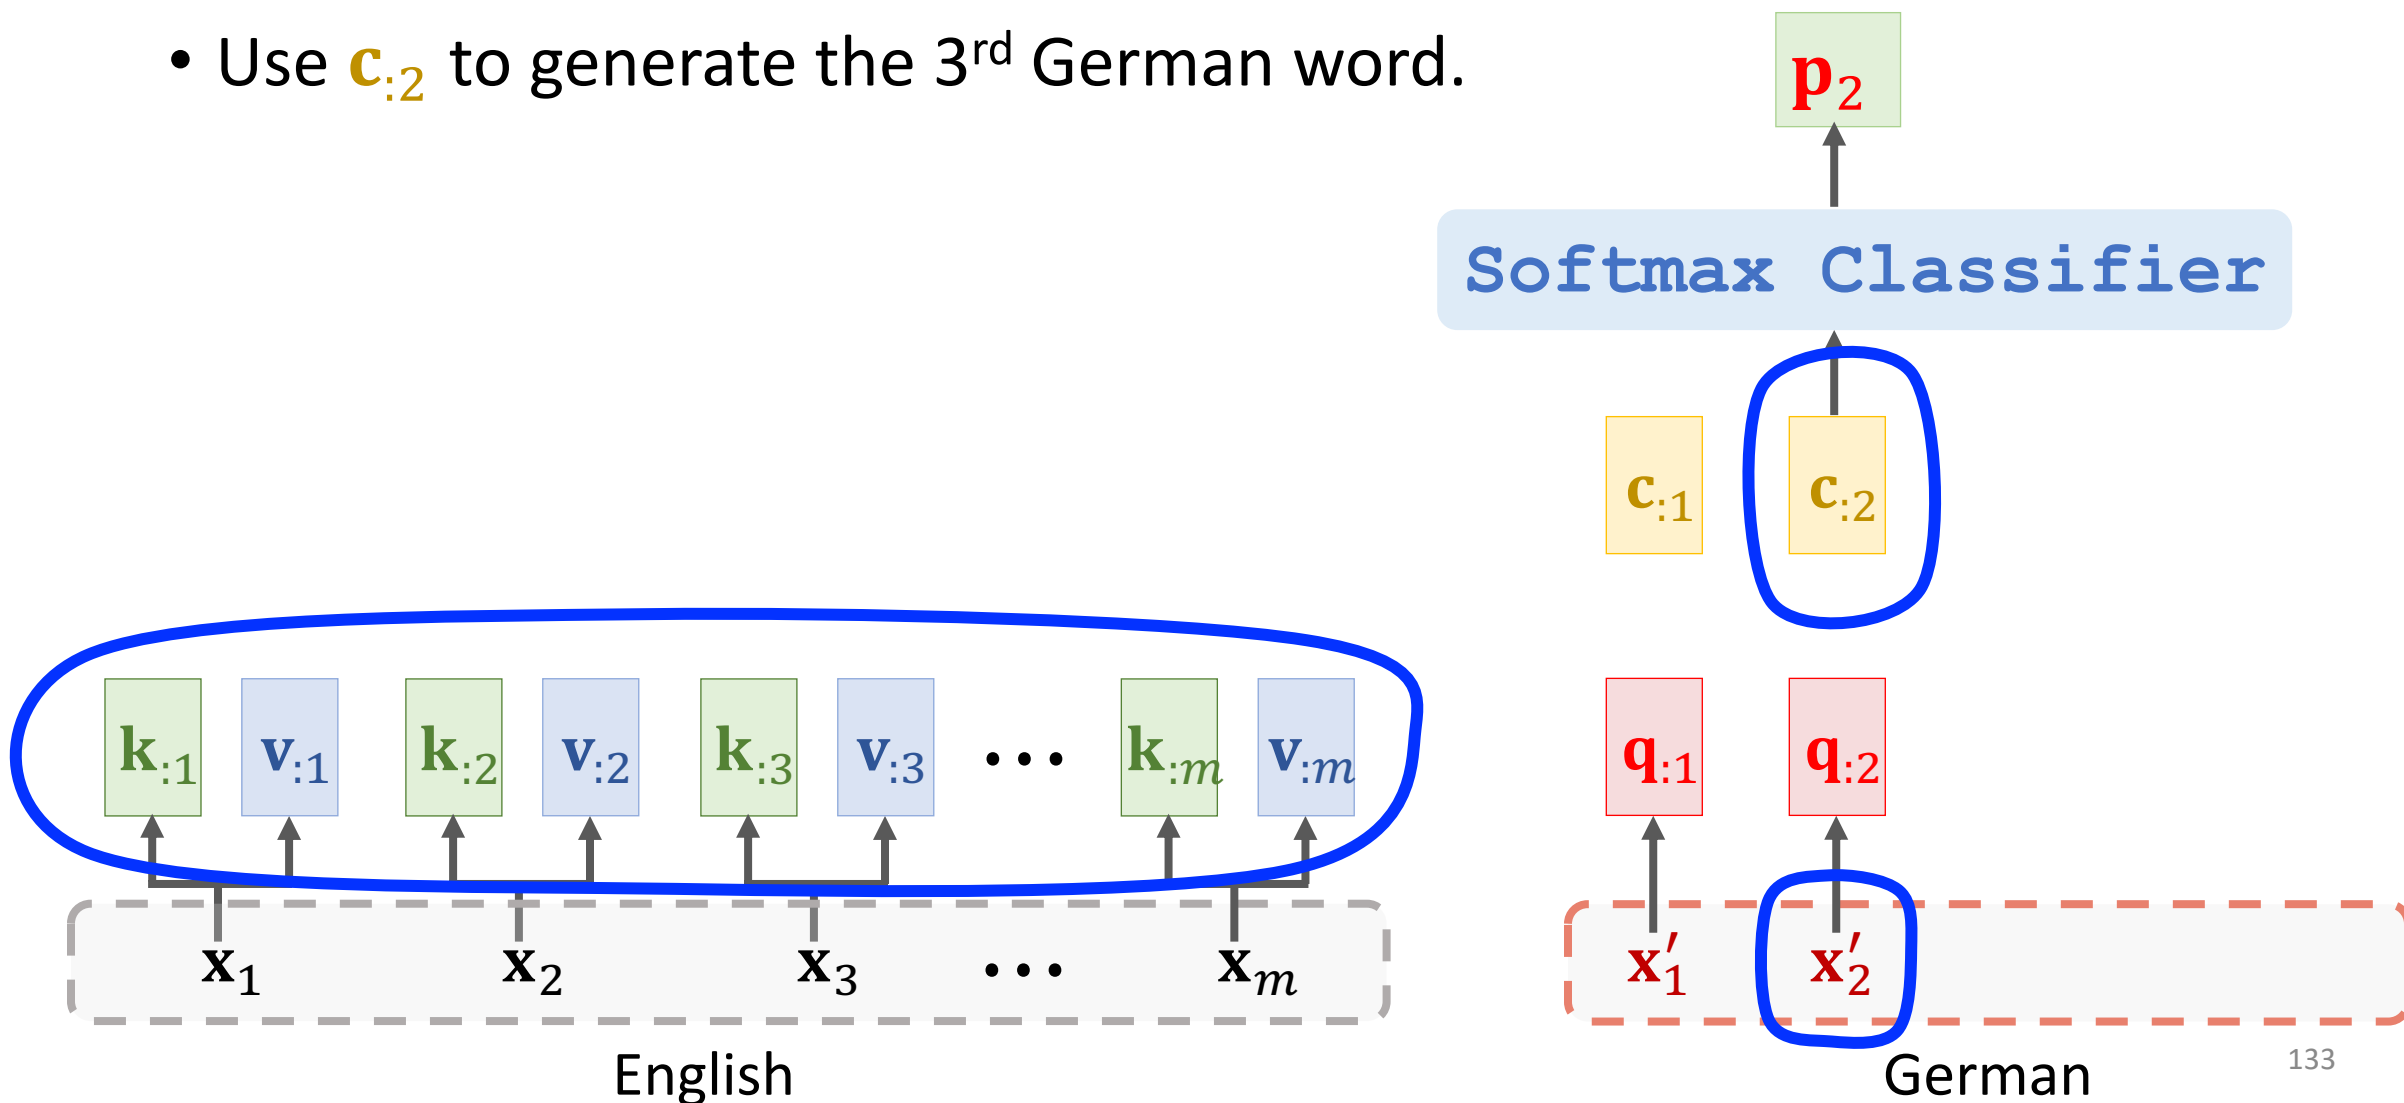 • Use c:2 to generate the 3rd German word.
p2
Softmax Classifier
c:1 c:2
k:1 v:1 k:2 v:2 k:3 v:3 ⋯ k:m v:m q:1 q:2
x1 x2 x3 ⋯ xm x′1 x′2
English German 133